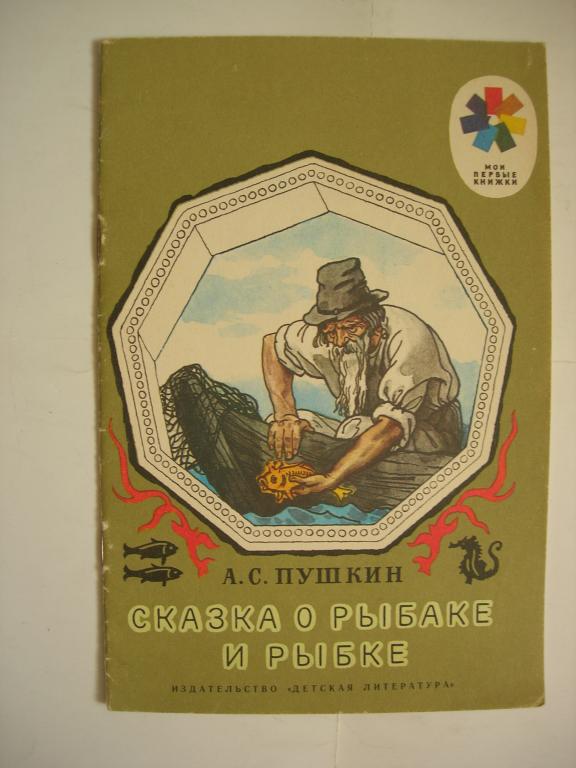 МОИ
ПЕРВЫЕ
КНИЖКИ
А.С. ПУШКИН
СКАЗКА О РЫБАКЕ
И РЫБКЕ
ИЗДАТЕЛЬСТВО «ДЕТСКАЯ ЛИТЕРАТУРА»